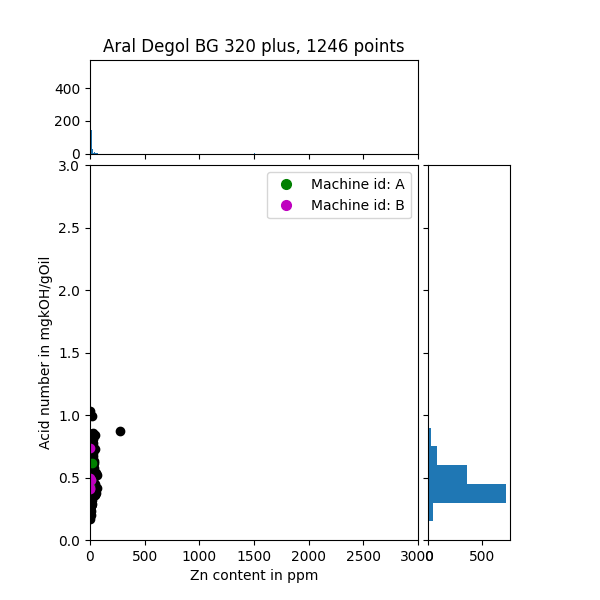 Aral Degol BG 320 plus, 1246 points
400
200
0
3.0
2.5
2.0
1.5
1.0
0.5
0.0
Acid number in mgkOH/gOil
Machine id: A
Machine id: B
0 500 1000 1500 2000 2500 3000
0 500
Zn content in ppm